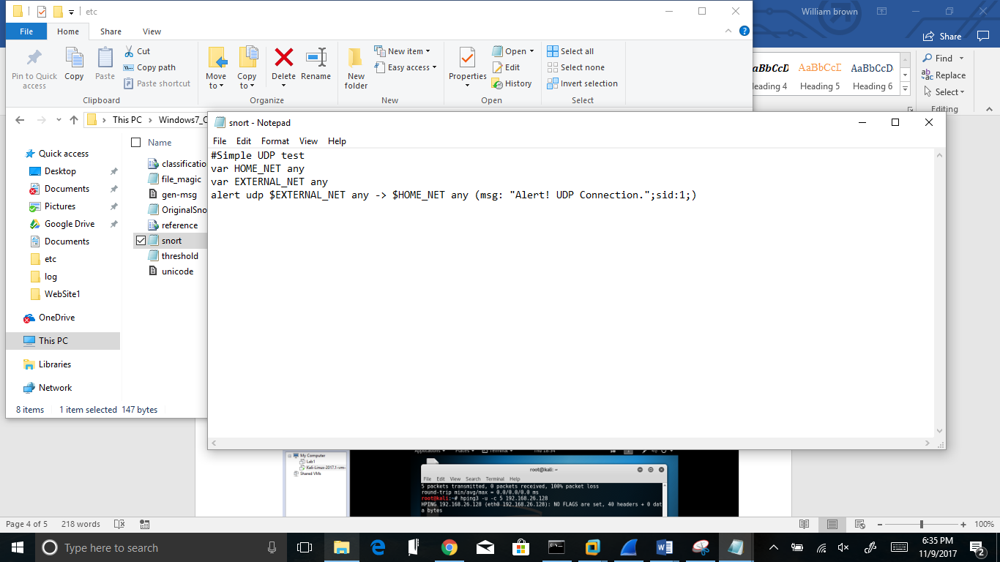 etc
William brown
File Home Share View
Share
Pin to Quick access
Copy
Paste
Cut
Copy path
Paste shortcut
Clipboard
Move to
Copy to
Delete
Rename
Organize
New folder
New item
Easy access
New
Properties
Open
Edit
History
Open
Select all
Select none
Invert selection
Select
AaBbCcD AaBbCcD
eading 4 Heading 5 Heading 6
Find
Replace
Select
Editing
This PC > Windows7_
Name
Quick access
Desktop
Documents
Pictures
Google Drive
Documents
etc
log
WebSite1
OneDrive
This PC
Libraries
Network
classificatio
file_magic
gen-msg
OriginalSno
reference
snort
threshold
unicode
8 items 1 item selected 147 bytes
snort - Notepad
File Edit Format View Help
#Simple UDP test
var HOME_NET any
var EXTERNAL_NET any
alert udp $EXTERNAL_NET any -> $HOME_NET any (msg: "Alert! UDP Connection.";sid:1;)
My Computer
Lab1
Kali-Linux-2017.1-vm-
Shared VMs
Applications Places Terminal Thu 18:34
root@kali: ~
File Edit View Search Terminal Help
5 packets transmitted, 0 packets received, 100% packet loss
round-trip min/avg/max = 0.0/0.0/0.0 ms
root@kali:~# hping3 -u -c 5 192.168.26.128
HPING 192.168.26.128 (eth0 192.168.26.128): NO FLAGS are set, 40 headers + 0 dat
a bytes
Page 4 of 5 218 words
100%
Type here to search
6:35 PM
11/9/2017
2